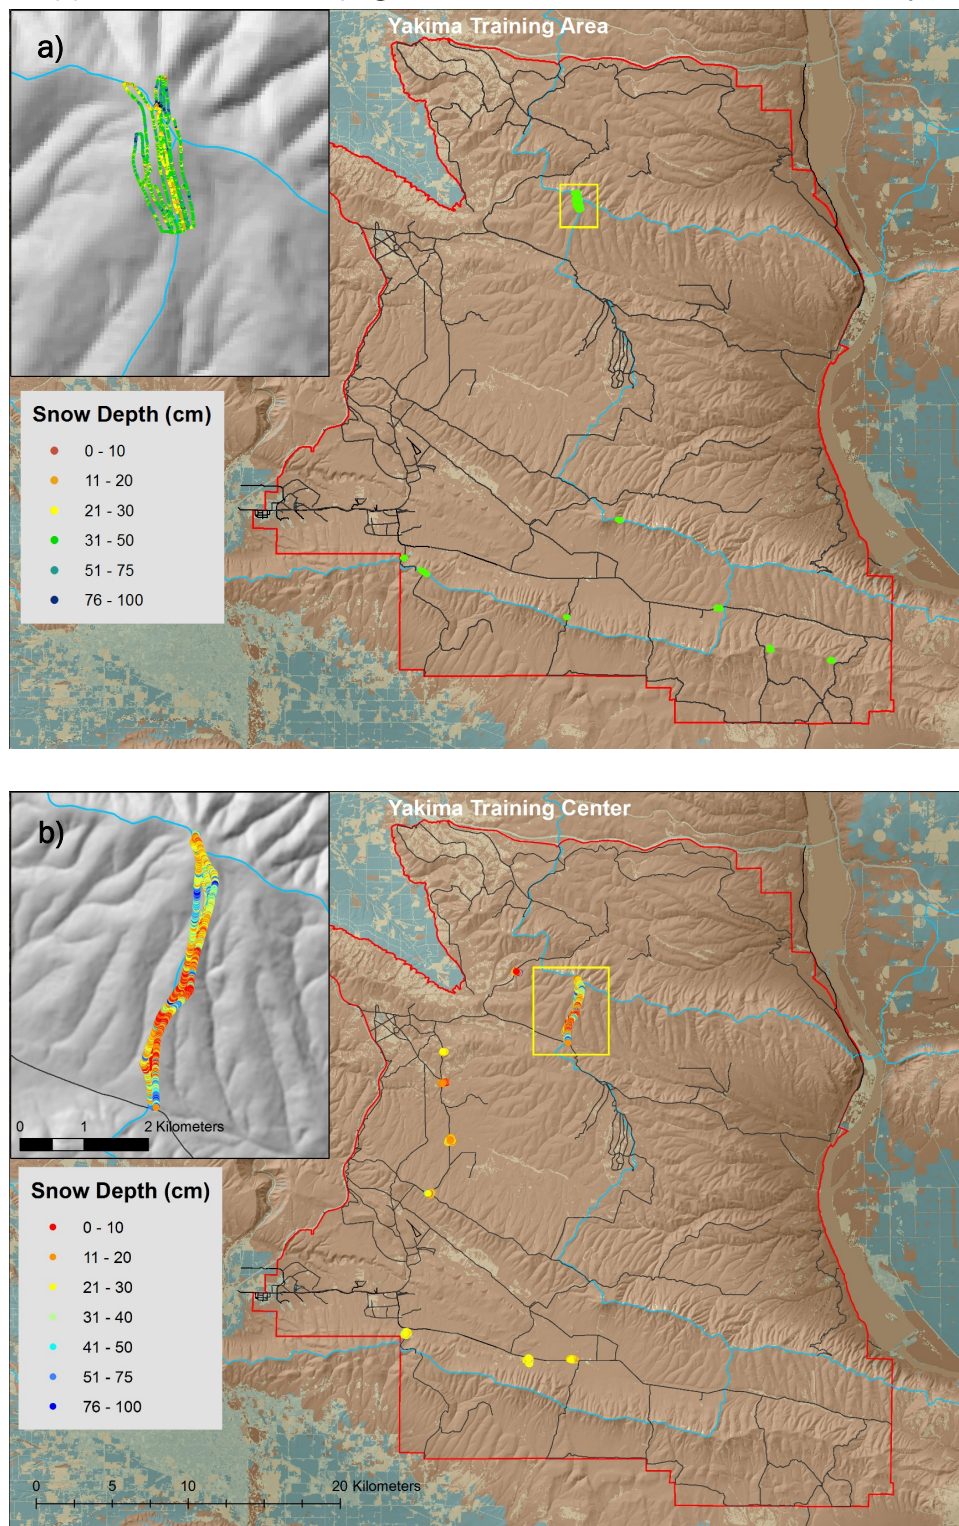 Yakima Training Area
a)
Snow Depth (cm)
0 - 10
11 - 20
21 - 30
31 - 50
51 - 75
76 - 100
Yakima Training Center
b)
0 1 2 Kilometers
Snow Depth (cm)
0 - 10
11 - 20
21 - 30
31 - 40
41 - 50
51 - 75
76 - 100
0 5 10 20 Kilometers